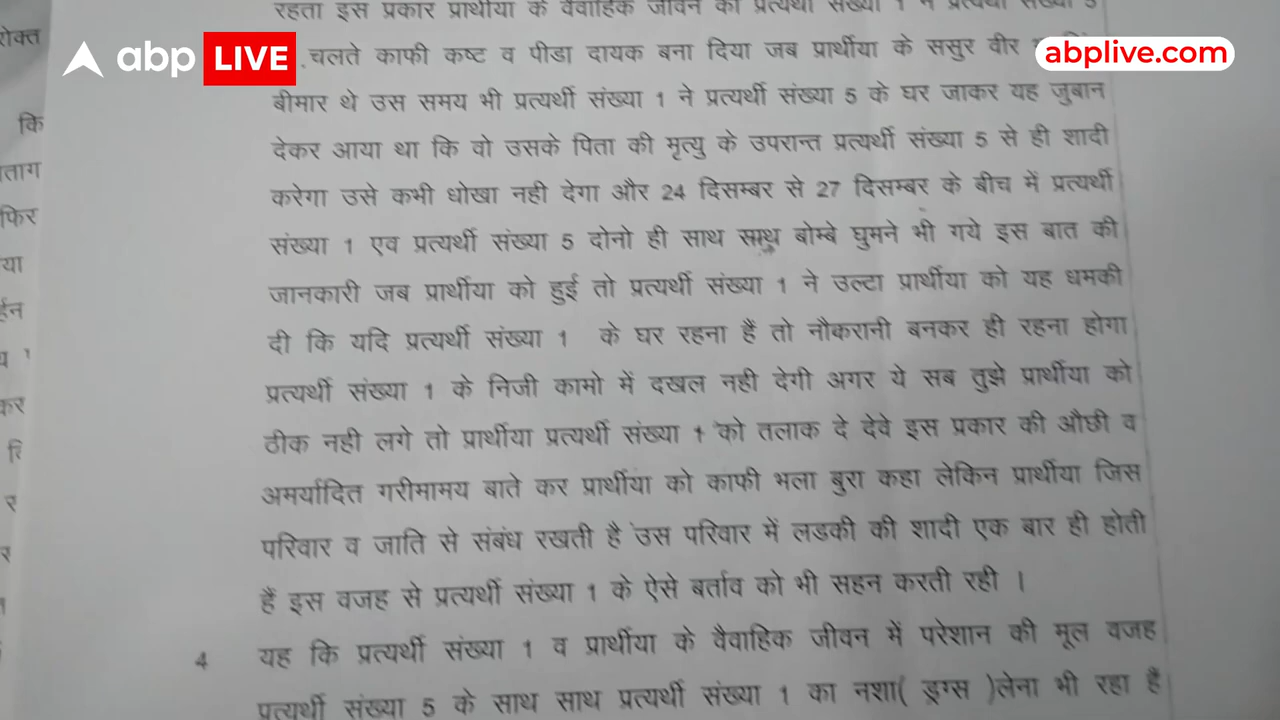 abp LIVE
abplive.com
रहता इस प्रकार प्रार्थीया के वैवाहिक जीवन को प्रत्यर्थी संख्या 1 ने प्रत्यर्थी संख्या 5
चलते काफी कष्ट व पीडा दायक बना दिया जब प्रार्थीया के ससुर वीर
बीमार थे उस समय भी प्रत्यर्थी संख्या 1 ने प्रत्यर्थी संख्या 5 के घर जाकर यह जुबान
देकर आया था कि वो उसके पिता की मृत्यु के उपरान्त प्रत्यर्थी संख्या 5 से ही शादी
करेगा उसे कभी धोखा नही देगा और 24 दिसम्बर से 27 दिसम्बर के बीच में प्रत्यर्थी
संख्या 1 एव प्रत्यर्थी संख्या 5 दोनो ही साथ साथ बोम्बे घुमने भी गये इस बात की
जानकारी जब प्रार्थीया को हुई तो प्रत्यर्थी संख्या 1 ने उल्टा प्रार्थीया को यह धमकी
दी कि यदि प्रत्यर्थी संख्या 1 के घर रहना हैं तो नौकरानी बनकर ही रहना होगा
प्रत्यर्थी संख्या 1 के निजी कामो में दखल नही देगी अगर ये सब तुझे प्रार्थीया को
ठीक नही लगे तो प्रार्थीया प्रत्यर्थी संख्या 1 को तलाक दे देवे इस प्रकार की औछी व
अमर्यादित गरीमामय बाते कर प्रार्थीया को काफी भला बुरा कहा लेकिन प्रार्थीया जिस
परिवार व जाति से संबंध रखती है उस परिवार में लडकी की शादी एक बार ही होती
हैं इस वजह से प्रत्यर्थी संख्या 1 के ऐसे बर्ताव को भी सहन करती रही ।
4 यह कि प्रत्यर्थी संख्या 1 व प्रार्थीया के वैवाहिक जीवन में परेशान की मूल वजह
प्रत्यर्थी संख्या 5 के साथ साथ प्रत्यर्थी संख्या 1 का नशा( ड्रग्स )लेना भी रहा हैं